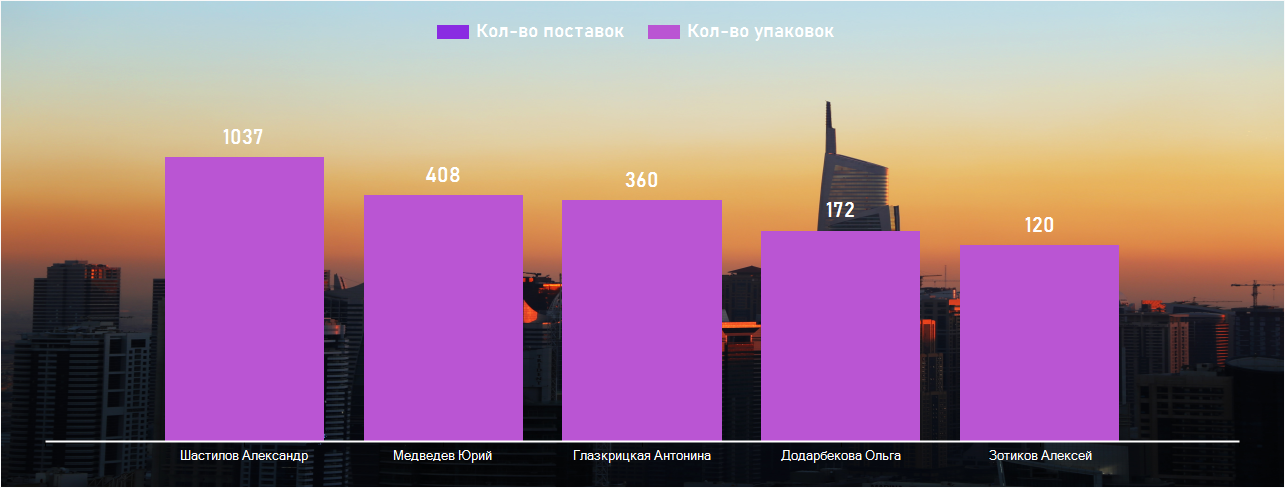 Кол-во поставок Кол-во упаковок
1037
408
360
172
120
Шастилов Александр Медведев Юрий Глазкрицкая Антонина Додарбекова Ольга Зотиков Алексей